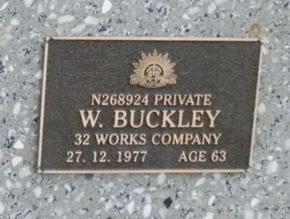 N268924 PRIVATE
W. BUCKLEY
32 WORKS COMPANY
27. 12. 1977 AGE 63